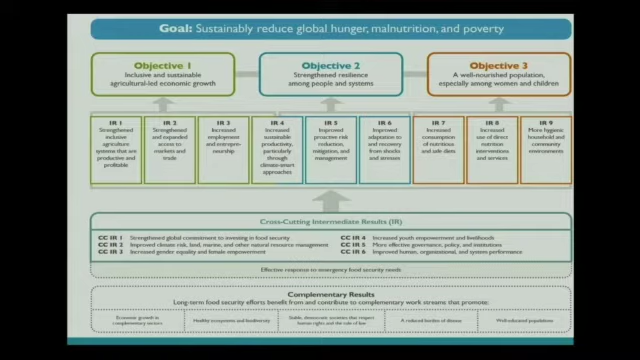 Goal: Sustainably reduce global hunger, malnutrition, and poverty
Objective 1
Inclusive and sustainable
agricultural-led economic growth
Objective 2
Strengthened resilience
among people and systems
Objective 3
A well-nourished population,
especially among women and children
IR 1
Strengthened
inclusive
agriculture
systems that are
productive and
profitable
IR 2
Strengthened
and expanded
access to
markets and
trade
IR 3
Increased
employment
and entrepre-
neurship
IR 4
Increased
sustainable
productivity,
particularly
through
climate-smart
approaches
IR 5
Improved
proactive risk
reduction,
mitigation, and
management
IR 6
Improved
adaptation to
and recovery
from shocks
and stresses
IR 7
Increased
consumption
of nutritious
and safe diets
IR 8
Increased
use of direct
nutrition
interventions
and services
IR 9
More hygienic
household and
community
environments
Cross-Cutting Intermediate Results (IR)
CC IR 1 Strengthened global commitment to investing in food security
CC IR 2 Improved climate risk, land, marine, and other natural resource management
CC IR 3 Increased gender equality and female empowerment
CC IR 4 Increased youth empowerment and livelihoods
CC IR 5 More effective governance, policy, and institutions
CC IR 6 Improved human, organizational, and system performance
Effective response to emergency food security needs
Complementary Results
Long-term food security efforts benefit from and contribute to complementary work streams that promote:
Economic growth in
complementary sectors
Healthy ecosystems and biodiversity
Stable, democratic societies that respect
human rights and the rule of law
A reduced burden of disease
Well-educated populations